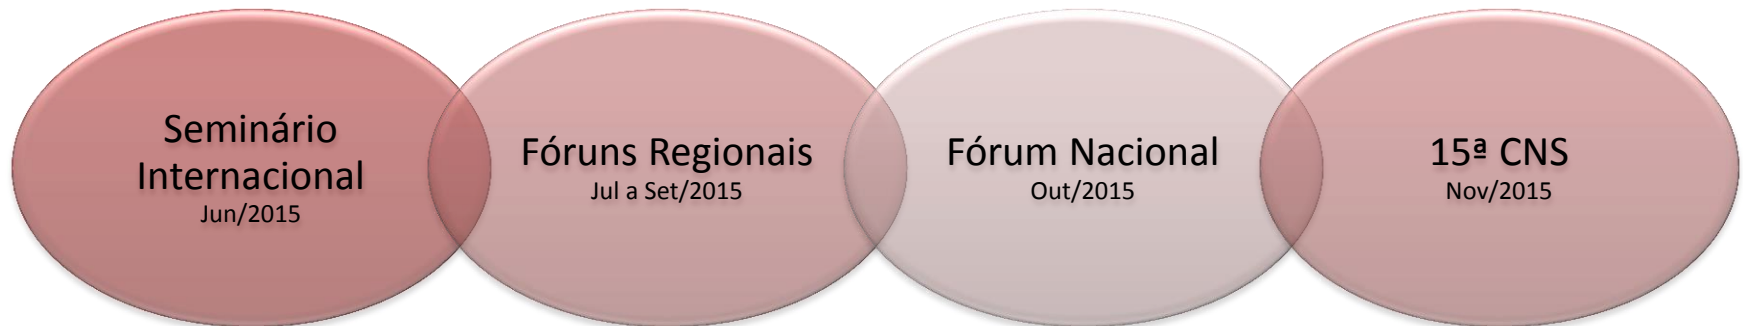 Seminário
Internacional
Jun/2015
Fóruns Regionais
Jul a Set/2015
Fórum Nacional
Out/2015
15ª CNS
Nov/2015